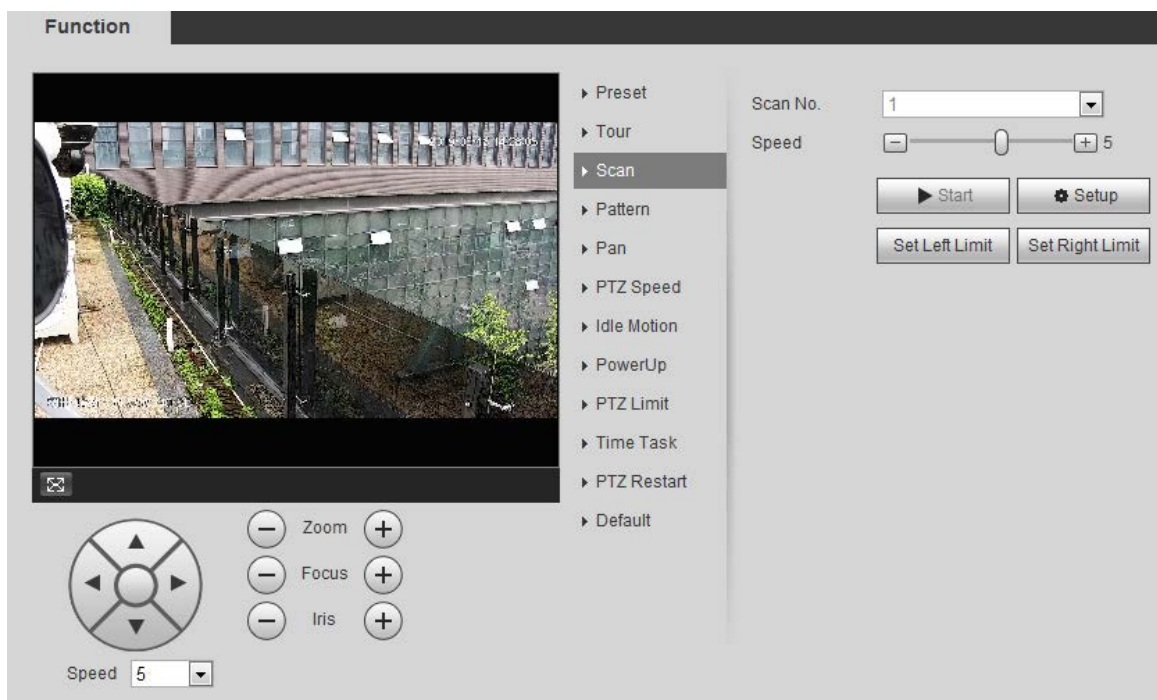 Function
Preset
Tour
Scan
Pattern
Pan
PTZ Speed
Idle Motion
PowerUp
PTZ Limit
Time Task
PTZ Restart
Default
Scan No. 1
Speed 5
Start Setup
Set Left Limit Set Right Limit
Zoom
Focus
Iris
Speed 5